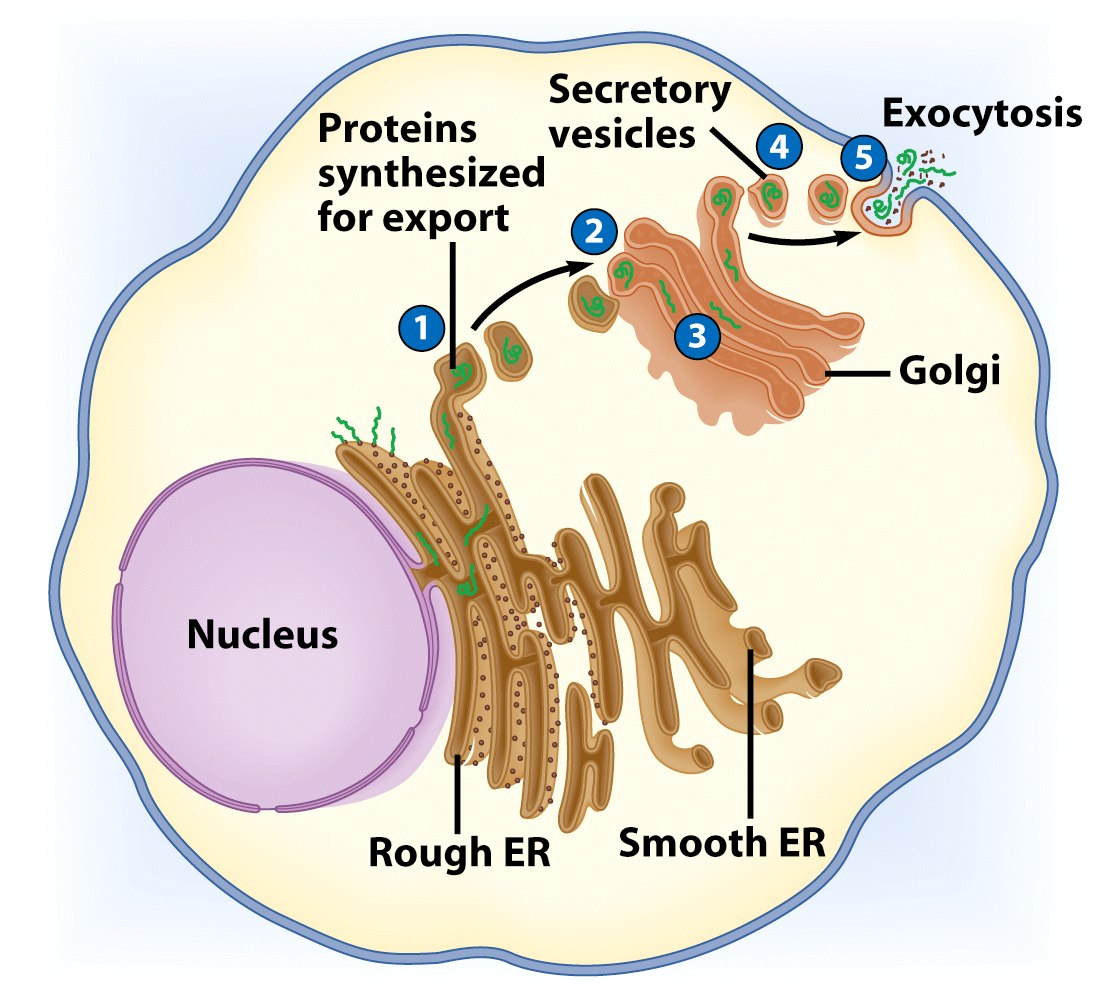 Secretory
vesicles
Exocytosis
Proteins
synthesized
for export
4
5
2
1
3
Golgi
Nucleus
Rough ER
Smooth ER